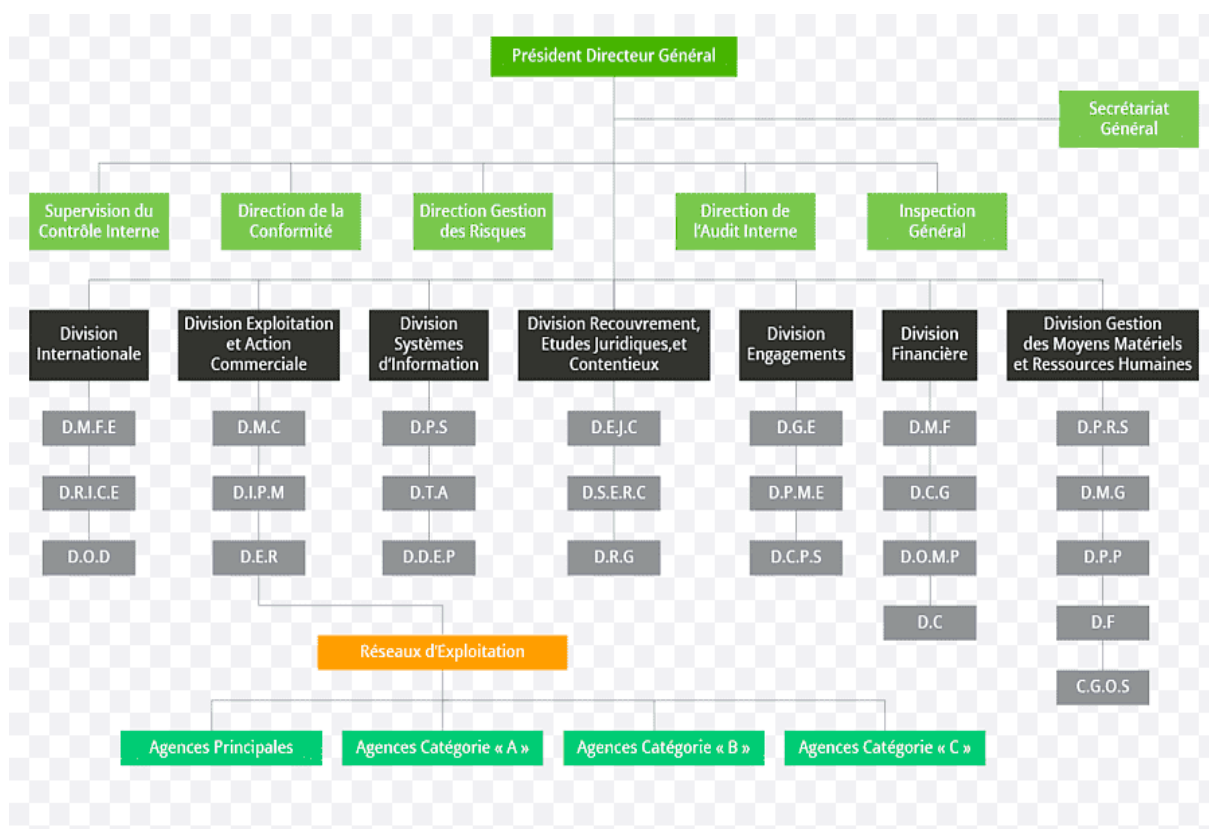 Président Directeur Général
Secrétariat
Général
Supervision du
Contrôle Interne
Direction de la
Conformité
Direction Gestion
des Risques
Direction de
l'Audit Interne
Inspection
Général
Division
Internationale
Division Exploitation
et Action
Commerciale
Division
Systèmes
d'Information
Division Recouvrement,
Etudes Juridiques,et
Contentieux
Division
Engagements
Division
Financière
Division Gestion
des Moyens Matériels
et Ressources Humaines
D.M.F.E
D.M.C
D.P.S
D.E.J.C
D.G.E
D.M.F
D.P.R.S
D.R.I.C.E
D.I.P.M
D.T.A
D.S.E.R.C
D.P.M.E
D.C.G
D.M.G
D.O.D
D.E.R
D.D.E.P
D.R.G
D.C.P.S
D.O.M.P
D.P.P
D.C
D.F
Réseaux d'Exploitation
C.G.O.S
Agences Principales
Agences Catégorie « A »
Agences Catégorie « B »
Agences Catégorie « C »